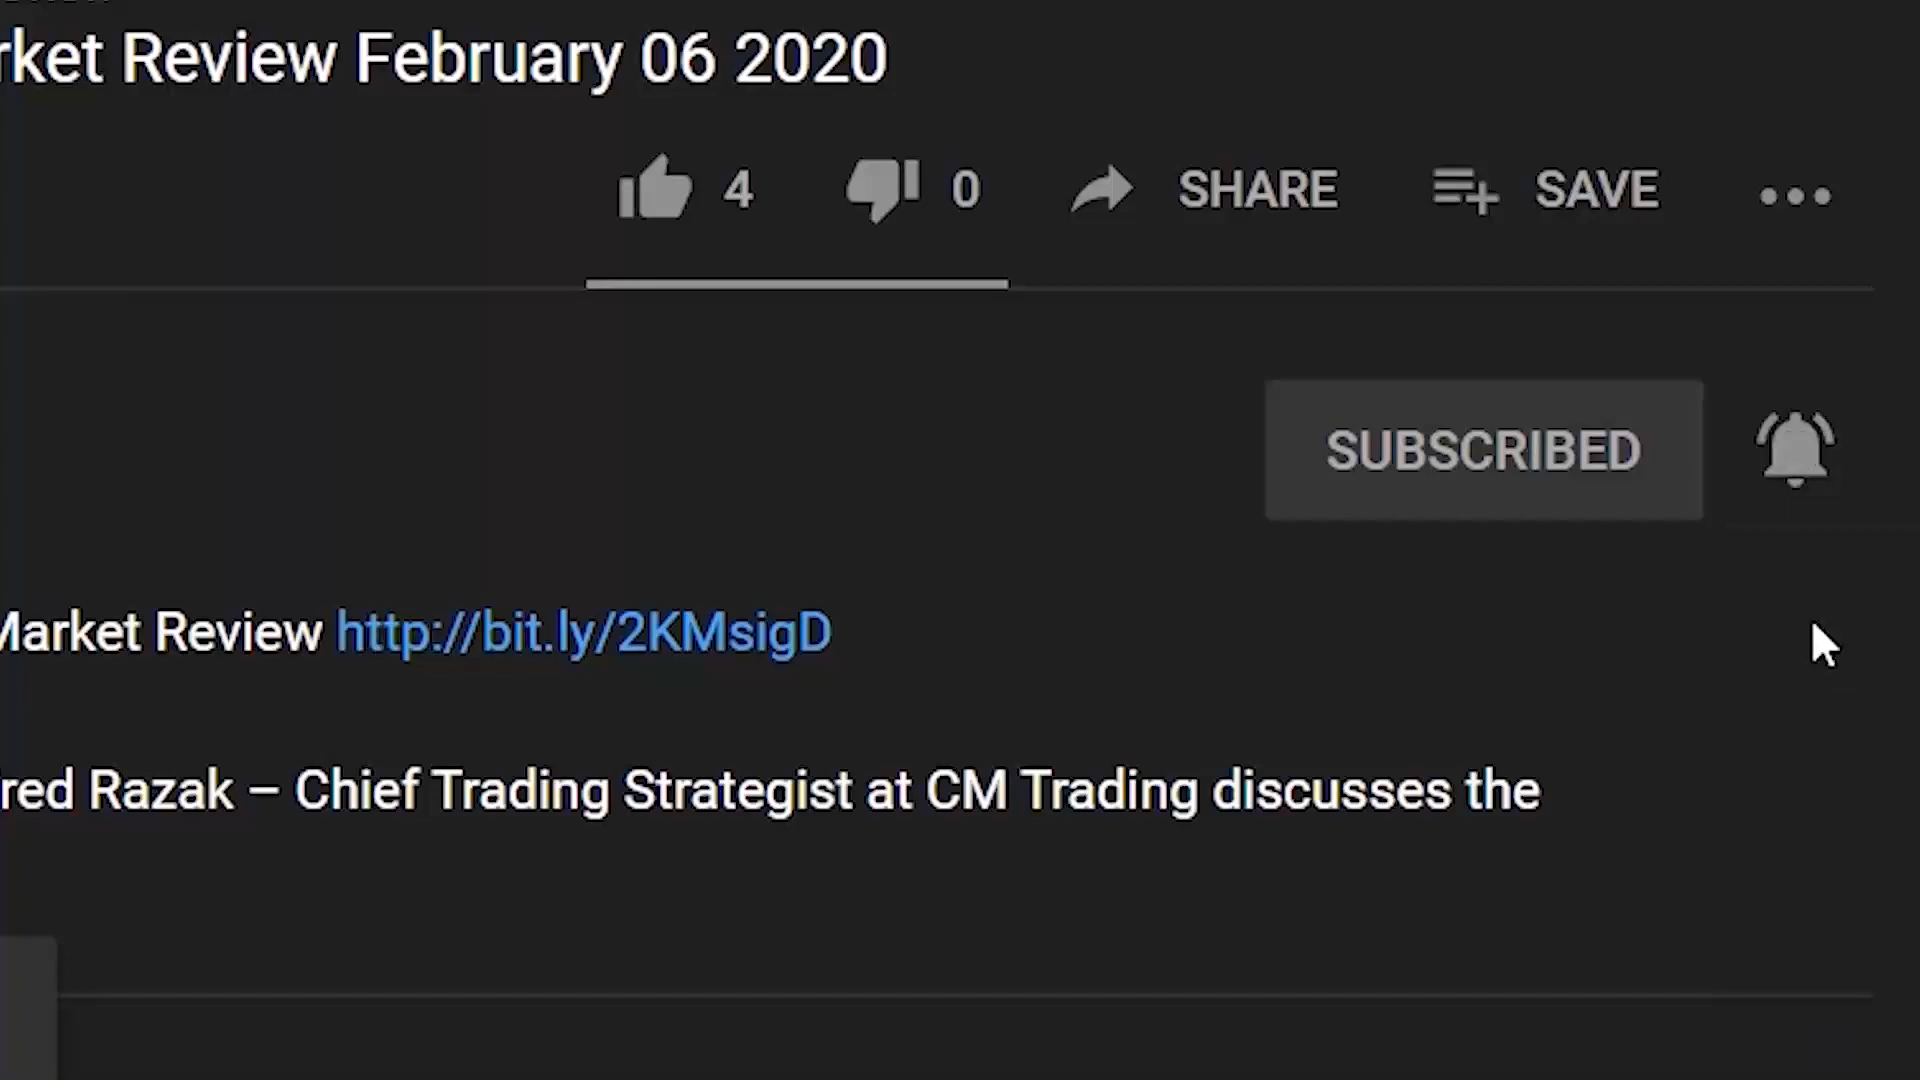 rket Review February 06 2020
4 0 SHARE SAVE
SUBSCRIBED
Market Review http://bit.ly/2KMsigD
red Razak – Chief Trading Strategist at CM Trading discusses the